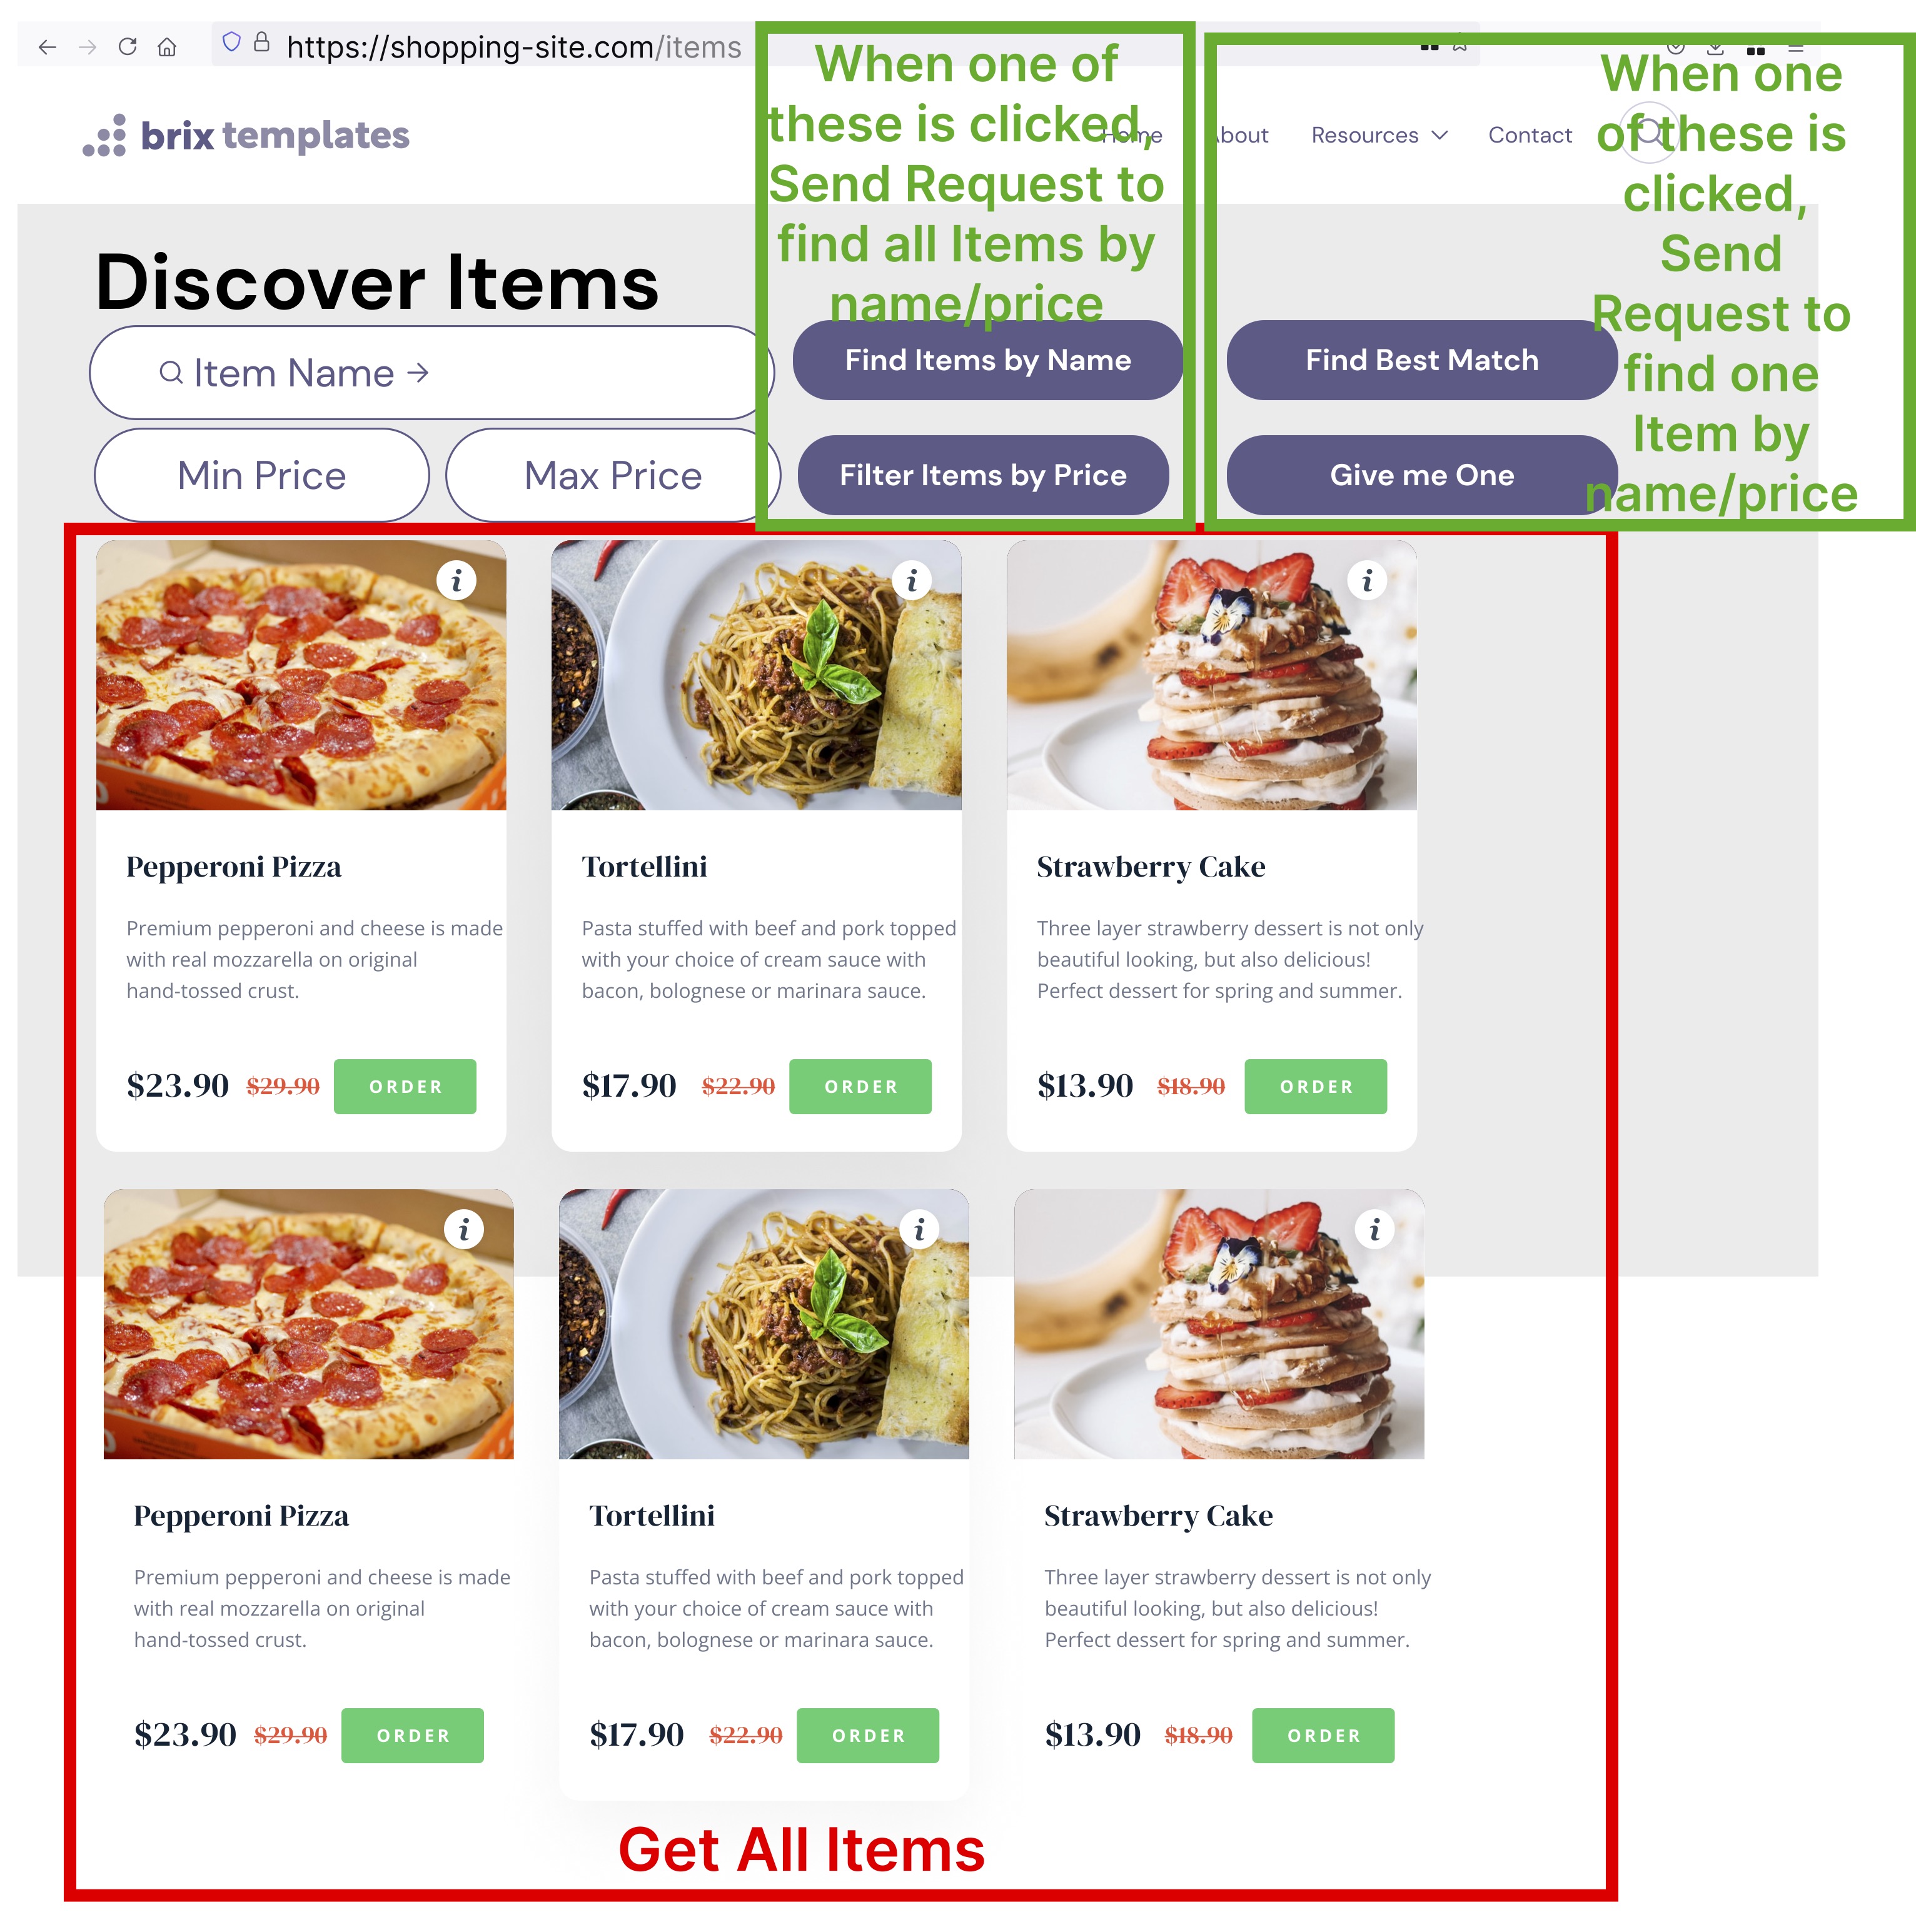 https://shopping-site.com/items
When one of
these is clicked,
Send Request to
find all Items by
name/price
When one
of these is
clicked,
Send
Request to
find one
Item by
name/price
brix templates
Home About Resources Contact
Discover Items
Item Name
Find Items by Name
Find Best Match
Min Price
Max Price
Filter Items by Price
Give me One
i
i
i
Pepperoni Pizza
Premium pepperoni and cheese is made
with real mozzarella on original
hand-tossed crust.
$23.90 $29.90 ORDER
Tortellini
Pasta stuffed with beef and pork topped
with your choice of cream sauce with
bacon, bolognese or marinara sauce.
$17.90 $22.90 ORDER
Strawberry Cake
Three layer strawberry dessert is not only
beautiful looking, but also delicious!
Perfect dessert for spring and summer.
$13.90 $18.90 ORDER
i
i
i
Pepperoni Pizza
Premium pepperoni and cheese is made
with real mozzarella on original
hand-tossed crust.
$23.90 $29.90 ORDER
Tortellini
Pasta stuffed with beef and pork topped
with your choice of cream sauce with
bacon, bolognese or marinara sauce.
$17.90 $22.90 ORDER
Strawberry Cake
Three layer strawberry dessert is not only
beautiful looking, but also delicious!
Perfect dessert for spring and summer.
$13.90 $18.90 ORDER
Get All Items